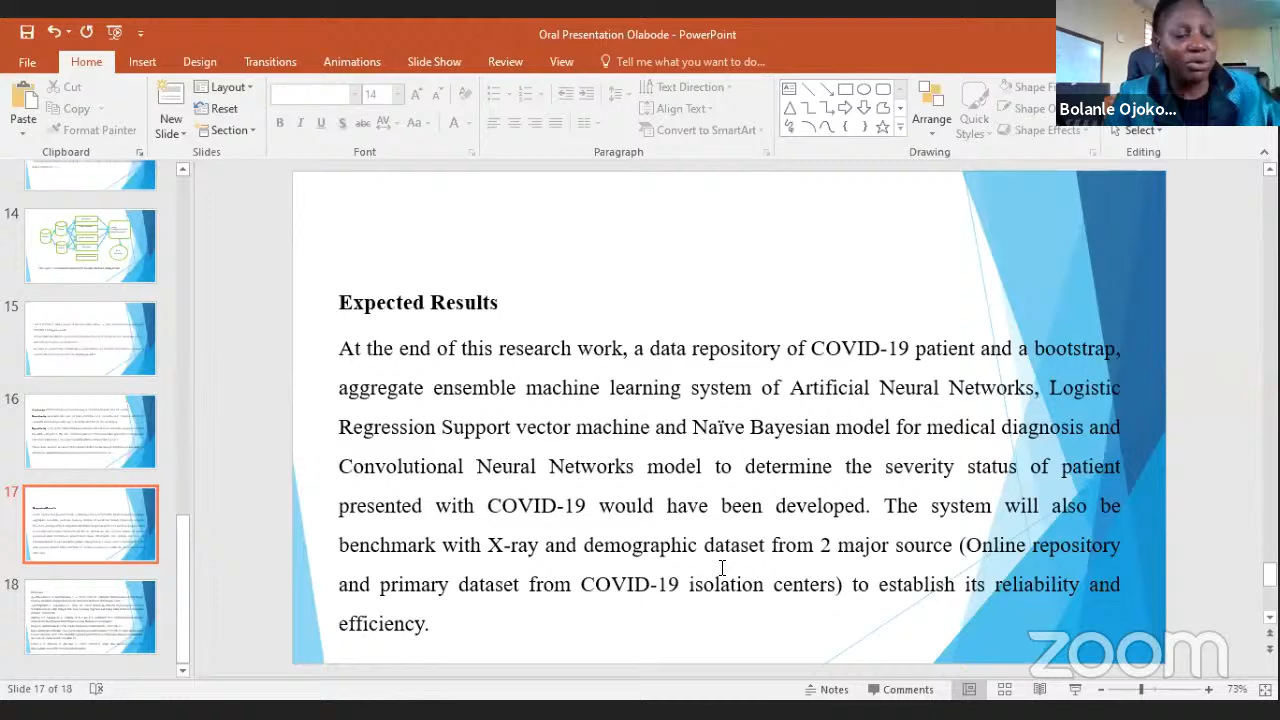 Oral Presentation Olabode - PowerPoint
File Home Insert Design Transitions Animations Slide Show Review View Tell me what you want to do...
Bolanle Ojoko...
Paste
Cut
Copy
Format Painter
Clipboard
New
Slide
Layout
Reset
Section
Slides
14
B I U S abc AV Aa A
Font
Text Direction
Align Text
Convert to SmartArt
Paragraph
Arrange
Quick
Styles
Shape Fi
Shape O
Shape Effects
Drawing
Select
Editing
14
15
16
17
18
Expected Results
At the end of this research work, a data repository of COVID-19 patient and a bootstrap,
aggregate ensemble machine learning system of Artificial Neural Networks, Logistic
Regression Support vector machine and Naïve Bayesian model for medical diagnosis and
Convolutional Neural Networks model to determine the severity status of patient
presented with COVID-19 would have been developed. The system will also be
benchmark with X-ray and demographic dataset from 2 major source (Online repository
and primary dataset from COVID-19 isolation centers) to establish its reliability and
efficiency.
zoom
Slide 17 of 18
Notes
Comments
73%